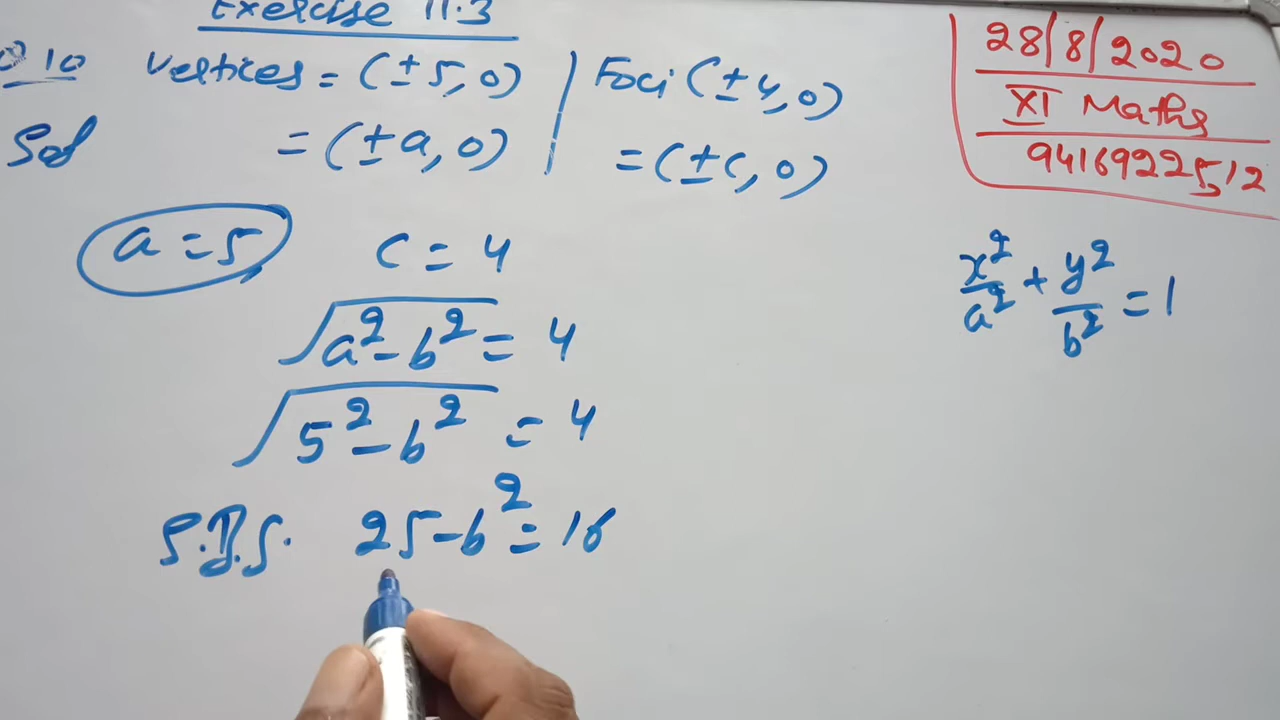 Exercise 11.3
Q 10 Vertices = (±5, 0) | Foci (±4, 0)
Sol = (±a, 0) = (±c, 0)
a = 5 c = 4
√(a² - b²) = 4
√(5² - b²) = 4
S.B.S. 25 - b² = 16
28/8/2020
XI Maths
9416922512
x²/a² + y²/b² = 1